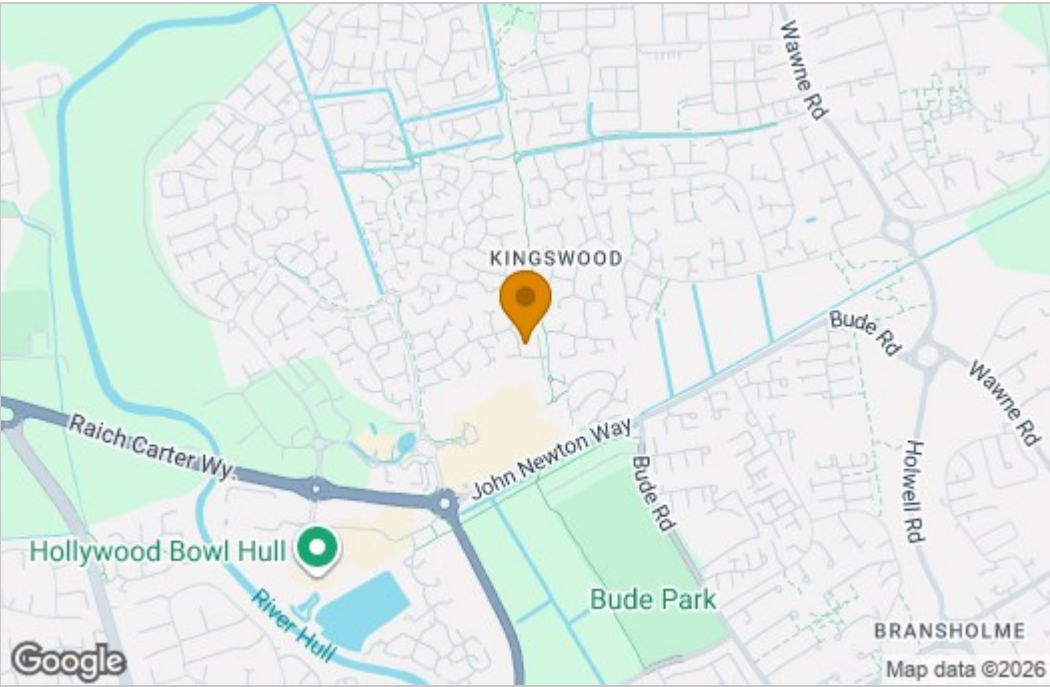 Wawne Rd
KINGSWOOD
Bude Rd
Wawne Rd
Raich Carter Wy.
John Newton Way
Bude Rd
Holwell Rd
Hollywood Bowl Hull
River Hull
Bude Park
BRANSHOLME
Google
Map data ©2026